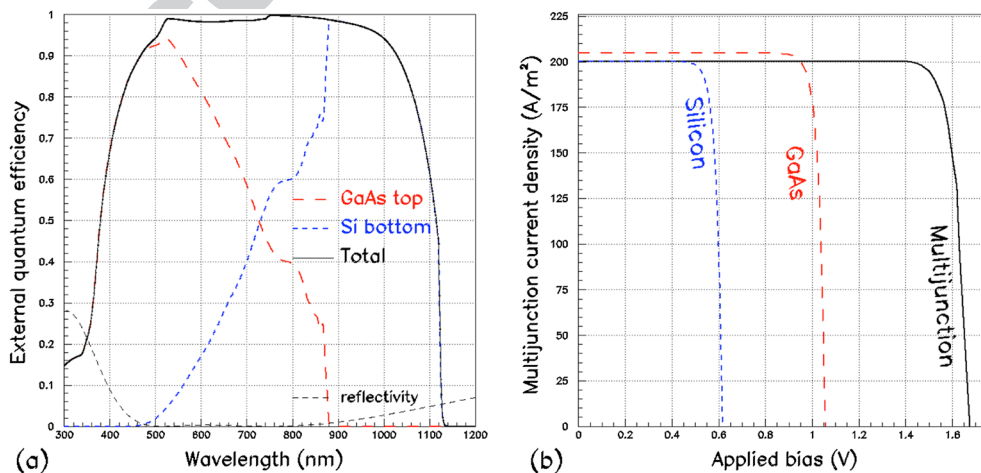 External quantum efficiency
1
0.9
0.8
0.7
0.6
0.5
0.4
0.3
0.2
0.1
0
GaAs top
Si bottom
Total
reflectivity
300 400 500 600 700 800 900 1000 1100 1200
(a)
Wavelength (nm)
Multijunction current density (A/m²)
225
200
175
150
125
100
75
50
25
0
Silicon
GaAs
Multijunction
0 0.2 0.4 0.6 0.8 1 1.2 1.4 1.6
(b)
Applied bias (V)